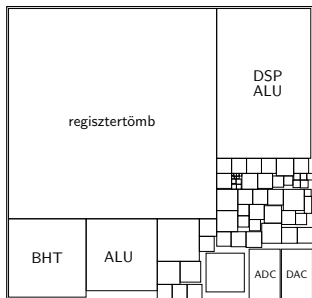 DSP
ALU
regisztertömb
BHT
ALU
ADC
DAC